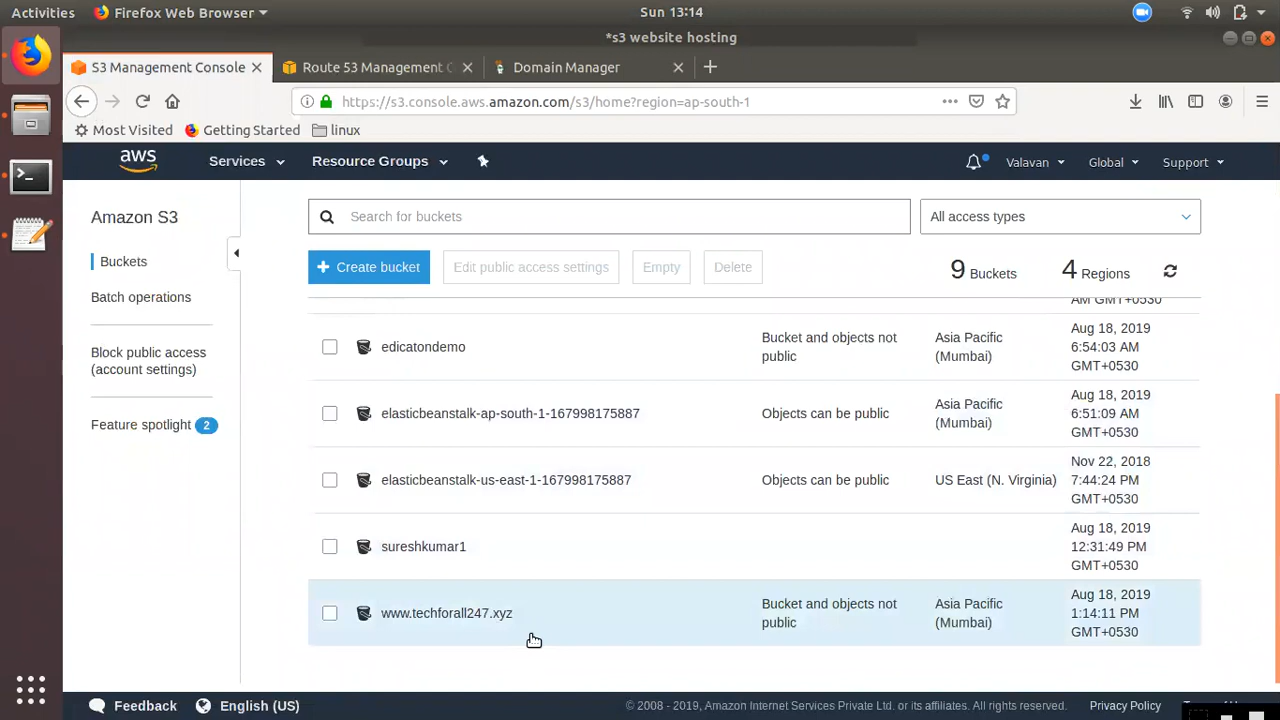 Activities Firefox Web Browser Sun 13:14
*s3 website hosting
S3 Management Console Route 53 Management C Domain Manager
https://s3.console.aws.amazon.com/s3/home?region=ap-south-1
Most Visited Getting Started linux
aws Services Resource Groups Valavan Global Support
Amazon S3
Buckets
Batch operations
Block public access
(account settings)
Feature spotlight 2
Search for buckets All access types
Create bucket Edit public access settings Empty Delete 9 Buckets 4 Regions
AM GMT+0530
edicatondemo Bucket and objects not public Asia Pacific (Mumbai) Aug 18, 2019 6:54:03 AM GMT+0530
elasticbeanstalk-ap-south-1-167998175887 Objects can be public Asia Pacific (Mumbai) Aug 18, 2019 6:51:09 AM GMT+0530
elasticbeanstalk-us-east-1-167998175887 Objects can be public US East (N. Virginia) Nov 22, 2018 7:44:24 PM GMT+0530
sureshkumar1 Aug 18, 2019 12:31:49 PM GMT+0530
www.techforall247.xyz Bucket and objects not public Asia Pacific (Mumbai) Aug 18, 2019 1:14:11 PM GMT+0530
Feedback English (US) © 2008 - 2019, Amazon Internet Services Private Ltd. or its affiliates. All rights reserved. Privacy Policy